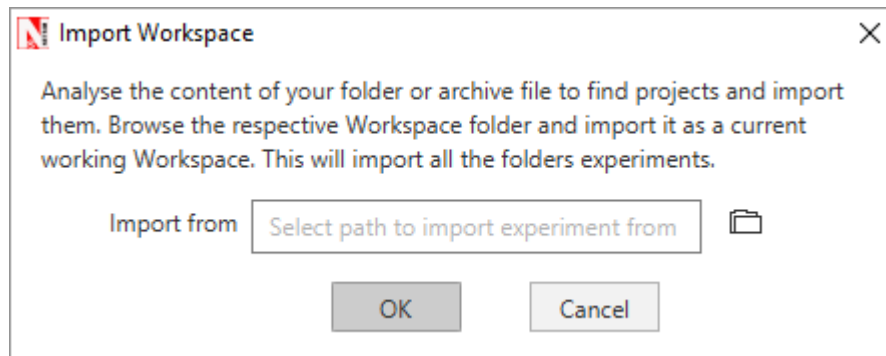 Import Workspace
Analyse the content of your folder or archive file to find projects and import
them. Browse the respective Workspace folder and import it as a current
working Workspace. This will import all the folders experiments.
Import from Select path to import experiment from
OK Cancel